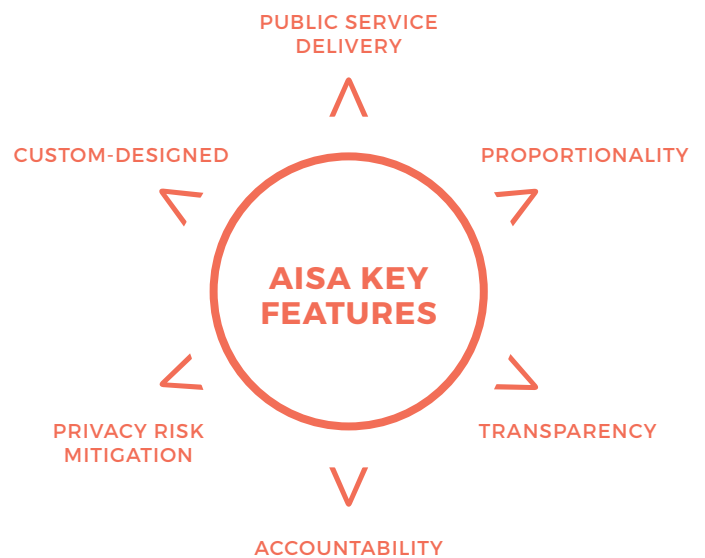 PUBLIC SERVICE
DELIVERY
CUSTOM-DESIGNED
PROPORTIONALITY
AISA KEY
FEATURES
PRIVACY RISK
MITIGATION
TRANSPARENCY
ACCOUNTABILITY